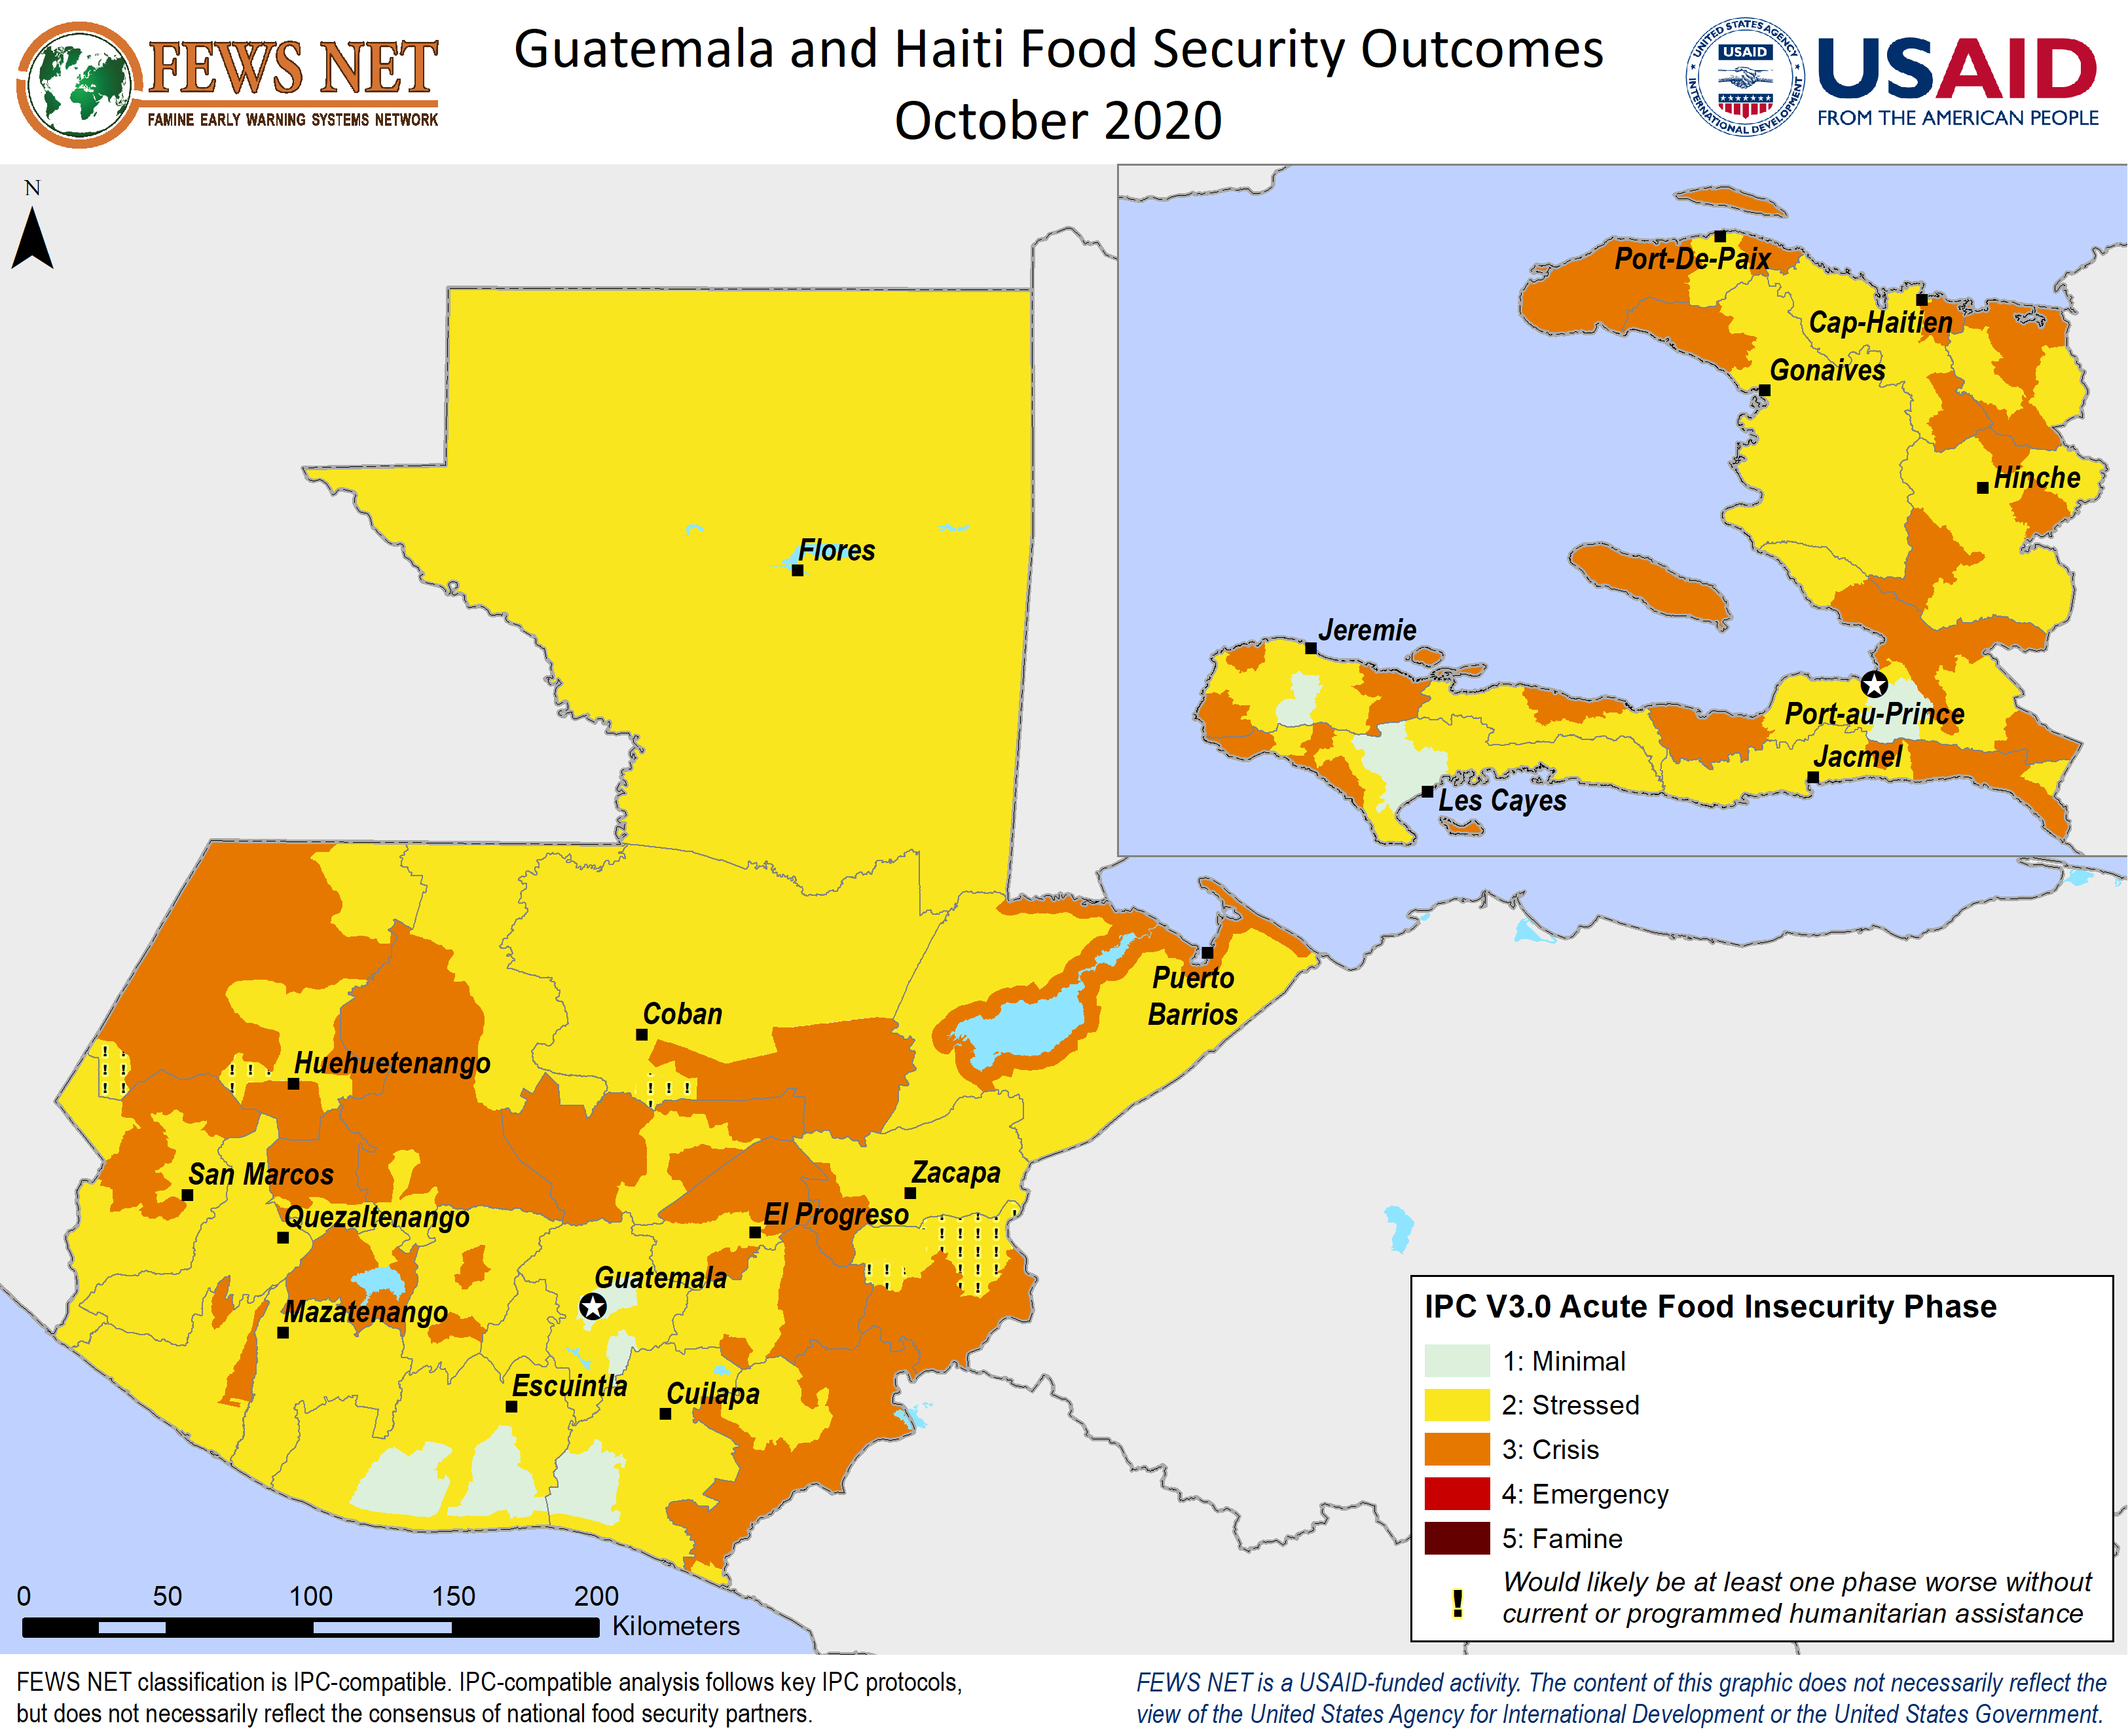 FEWS NET
FAMINE EARLY WARNING SYSTEMS NETWORK
Guatemala and Haiti Food Security Outcomes
October 2020
UNITED STATES AGENCY
USAID
INTERNATIONAL DEVELOPMENT
USAID
FROM THE AMERICAN PEOPLE
N
Port-De-Paix
Cap-Haitien
Gonaives
Hinche
Jeremie
Port-au-Prince
Jacmel
Les Cayes
Flores
Puerto
Barrios
Coban
Huehuetenango
San Marcos
Zacapa
Quezaltenango
El Progreso
Guatemala
Mazatenango
Escuintla
Cuilapa
IPC V3.0 Acute Food Insecurity Phase
1: Minimal
2: Stressed
3: Crisis
4: Emergency
5: Famine
! Would likely be at least one phase worse without
current or programmed humanitarian assistance
0 50 100 150 200
Kilometers
FEWS NET classification is IPC-compatible. IPC-compatible analysis follows key IPC protocols,
but does not necessarily reflect the consensus of national food security partners.
FEWS NET is a USAID-funded activity. The content of this graphic does not necessarily reflect the
view of the United States Agency for International Development or the United States Government.